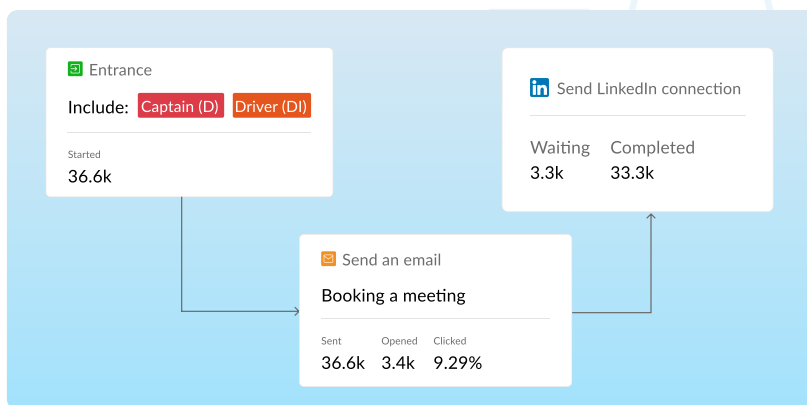 Entrance
Include: Captain (D) Driver (DI)
Started
36.6k
Send an email
Booking a meeting
Sent Opened Clicked
36.6k 3.4k 9.29%
in Send LinkedIn connection
Waiting Completed
3.3k 33.3k